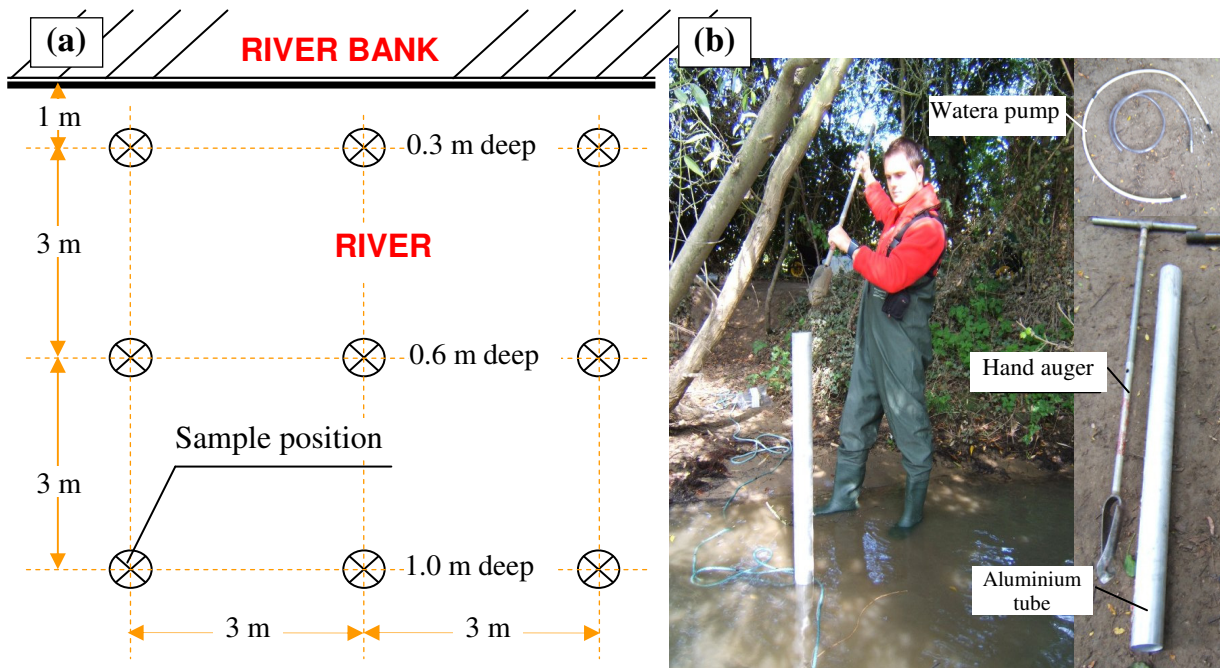 (a)
RIVER BANK
1 m
0.3 m deep
3 m
RIVER
0.6 m deep
Sample position
3 m
1.0 m deep
3 m
3 m
(b)
Watera pump
Hand auger
Aluminium
tube